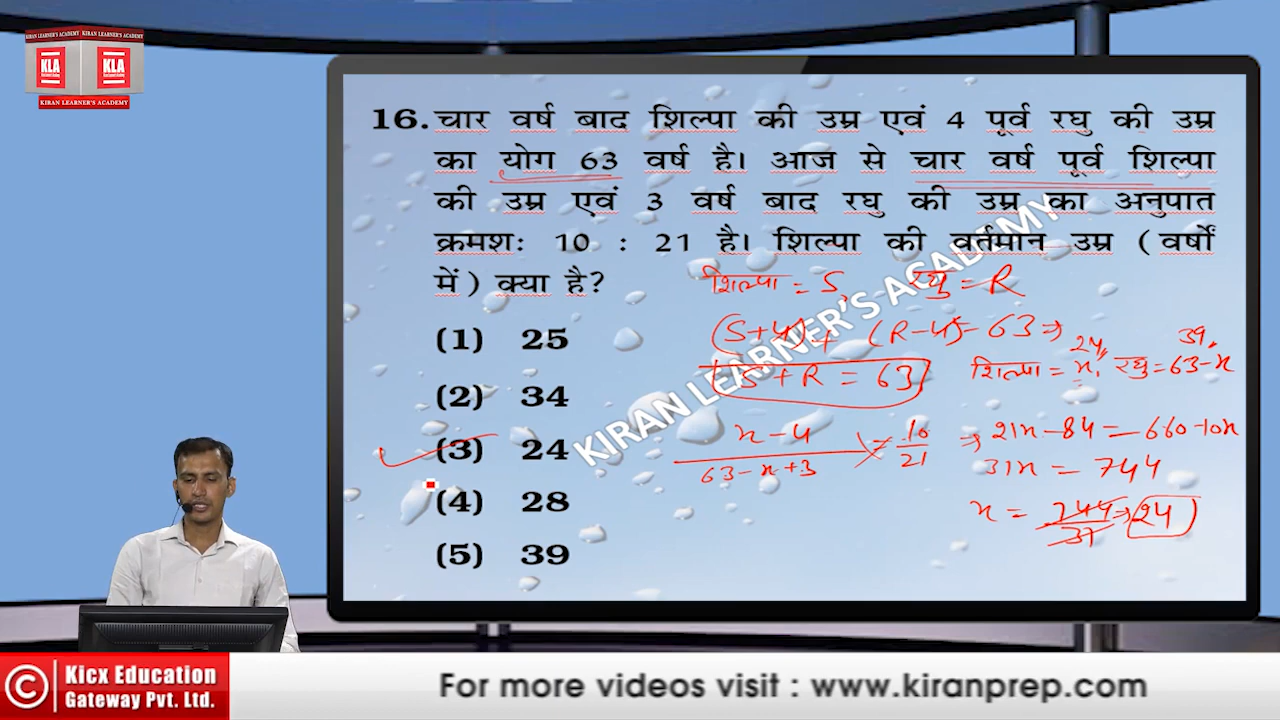 KIRAN LEARNER'S ACADEMY KIRAN LEARNER'S ACADEMY
KLA KLA
KIRAN LEARNER'S ACADEMY
16. चार वर्ष बाद शिल्पा की उम्र एवं 4 पूर्व रघु की उम्र
का योग 63 वर्ष है। आज से चार वर्ष पूर्व शिल्पा
की उम्र एवं 3 वर्ष बाद रघु की उम्र का अनुपात
क्रमशः 10 : 21 है। शिल्पा की वर्तमान उम्र (वर्षों
में) क्या है?
शिल्पा = S, रघु = R
(1) 25
(S+4) + (R-4) = 63 ⇒
24 39
S + R = 63
शिल्पा = x, रघु = 63-x
(2) 34
x-4 / 63-x+3 = 10/21
⇒ 21x-84 = 660-10x
(3) 24
31x = 744
(4) 28
x = 744/31 ⇒ 24
(5) 39
KIRAN LEARNER'S ACADEMY
© Kicx Education
Gateway Pvt. Ltd.
For more videos visit : www.kiranprep.com